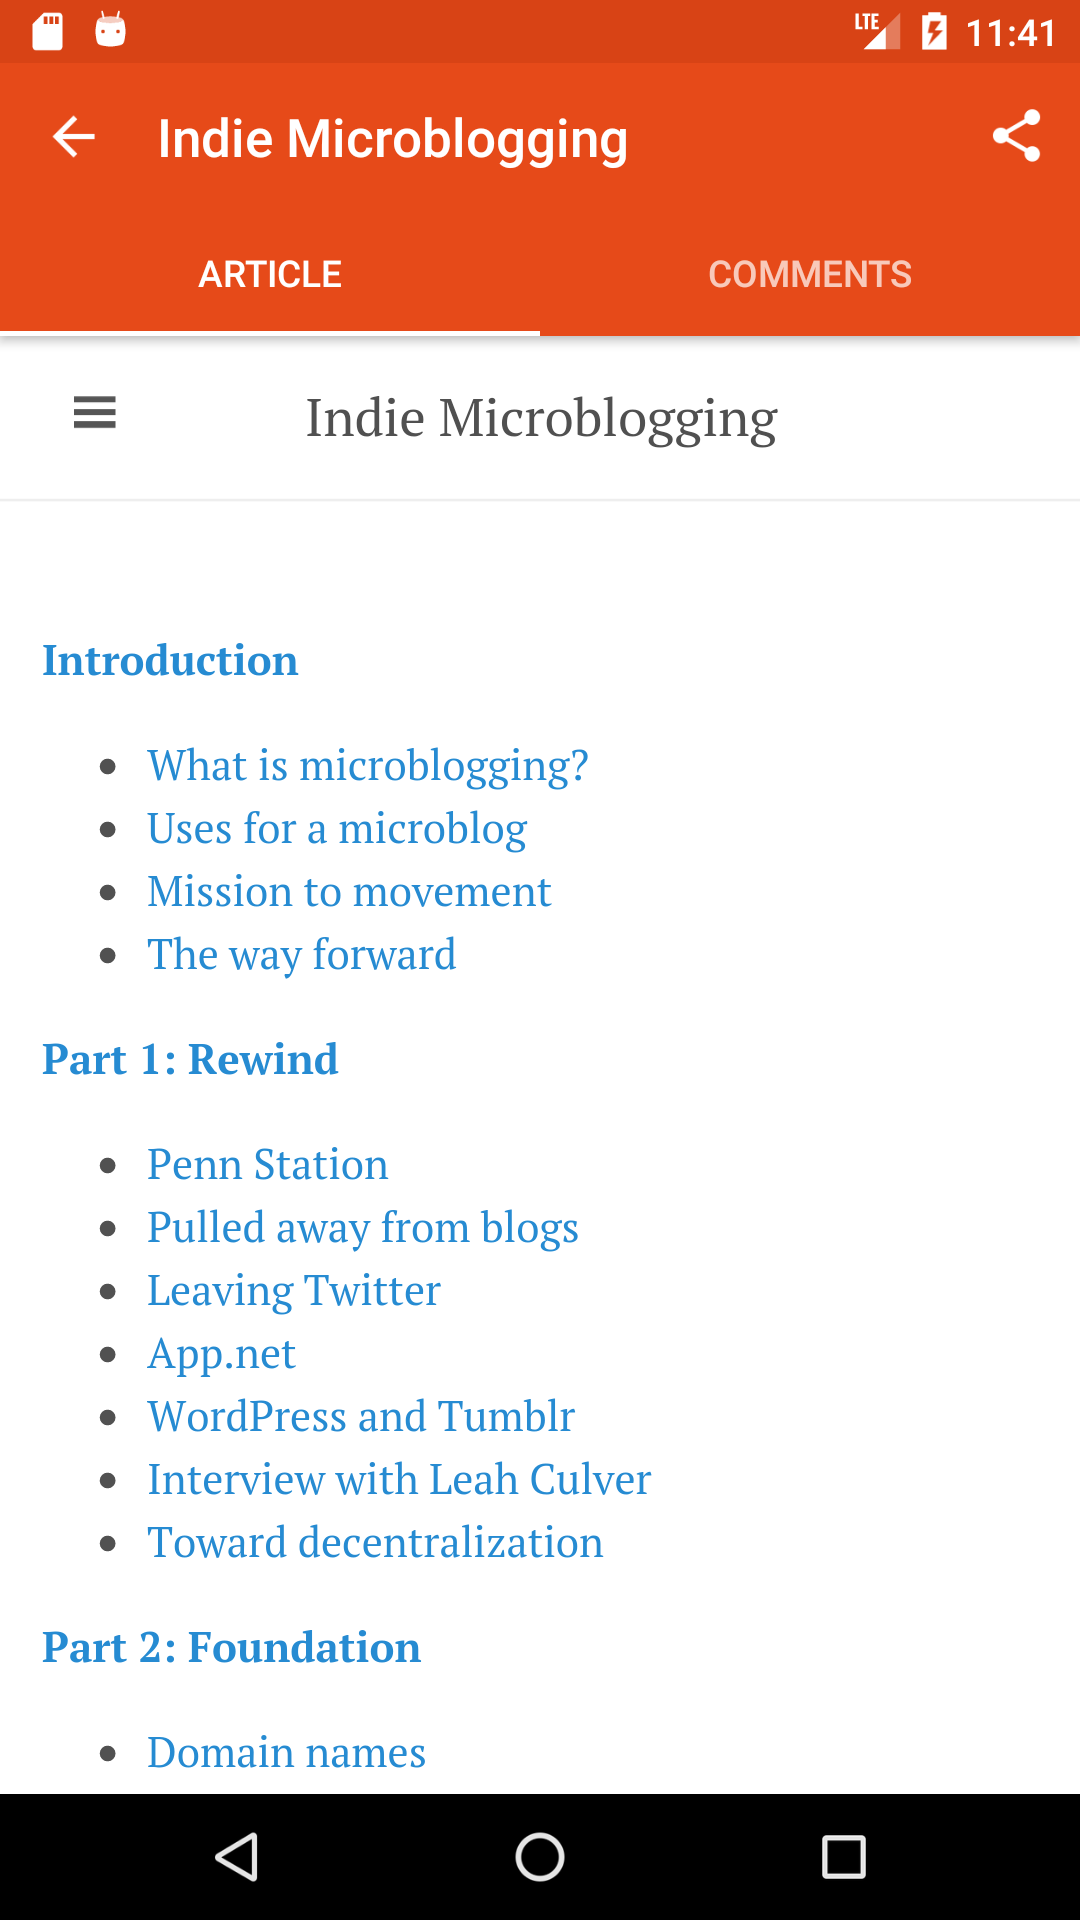 LTE 11:41
Indie Microblogging
ARTICLE COMMENTS
Indie Microblogging
Introduction
• What is microblogging?
• Uses for a microblog
• Mission to movement
• The way forward
Part 1: Rewind
• Penn Station
• Pulled away from blogs
• Leaving Twitter
• App.net
• WordPress and Tumblr
• Interview with Leah Culver
• Toward decentralization
Part 2: Foundation
• Domain names